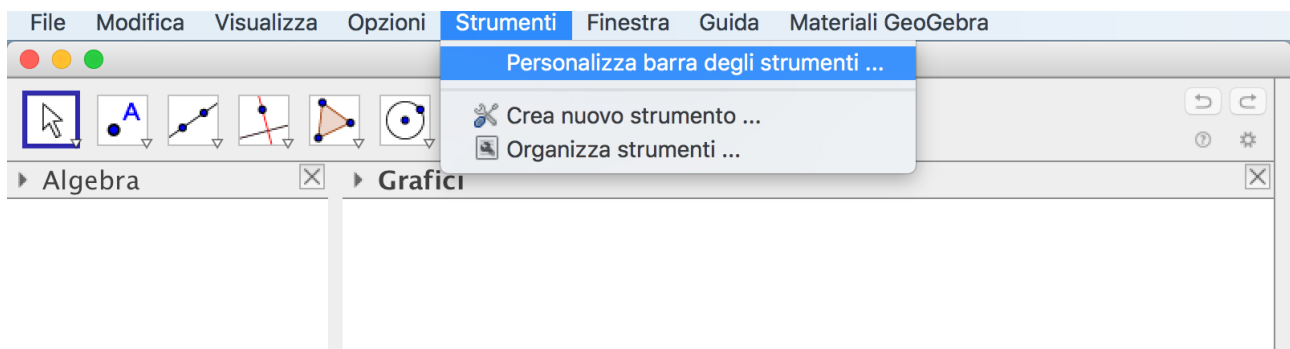 File Modifica Visualizza Opzioni Strumenti Finestra Guida Materiali GeoGebra
Personalizza barra degli strumenti ...
A
Crea nuovo strumento ...
Organizza strumenti ...
Algebra Grafici